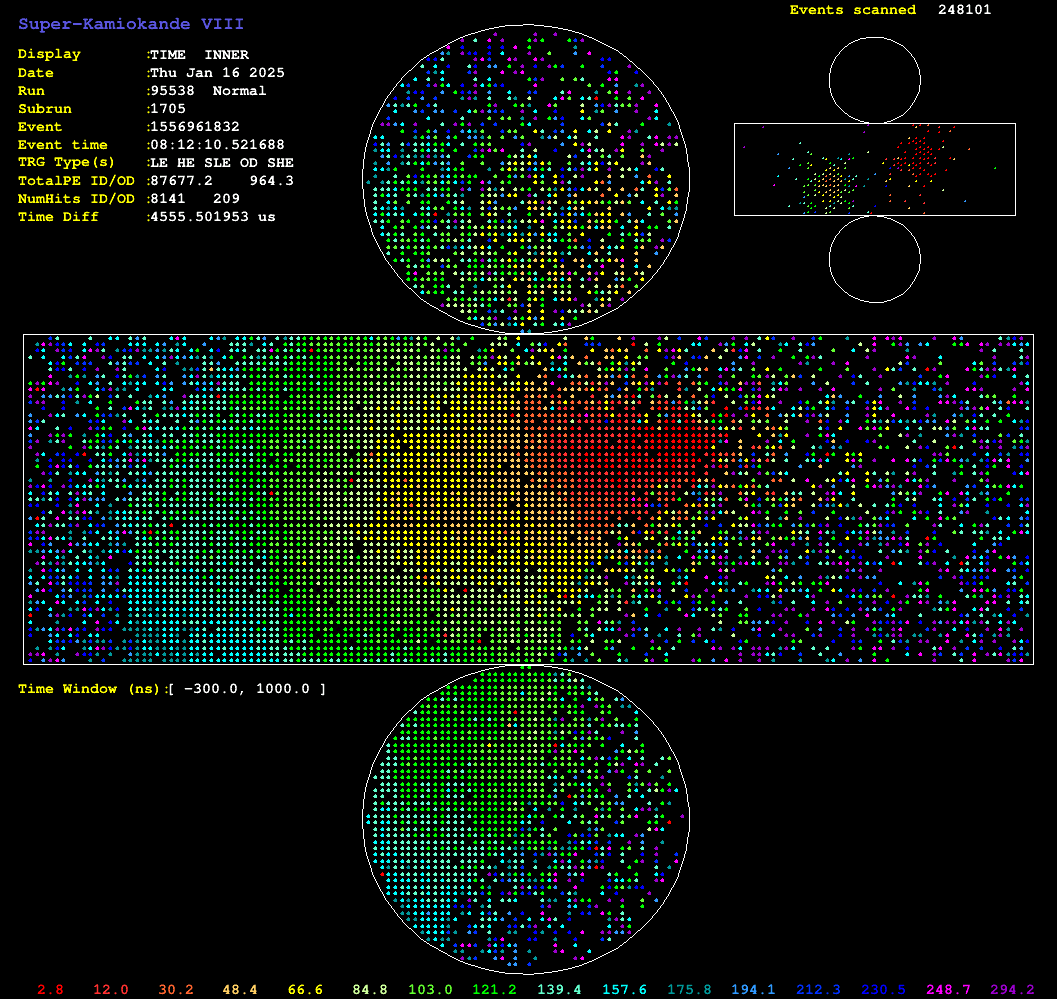 Super-Kamiokande VIII
Events scanned 248101
Display :TIME INNER
Date :Thu Jan 16 2025
Run :95538 Normal
Subrun :1705
Event :1556961832
Event time :08:12:10.521688
TRG Type(s) :LE HE SLE OD SHE
TotalPE ID/OD :87677.2 964.3
NumHits ID/OD :8141 209
Time Diff :4555.501953 us
Time Window (ns):[ -300.0, 1000.0 ]
2.8 12.0 30.2 48.4 66.6 84.8 103.0 121.2 139.4 157.6 175.8 194.1 212.3 230.5 248.7 294.2